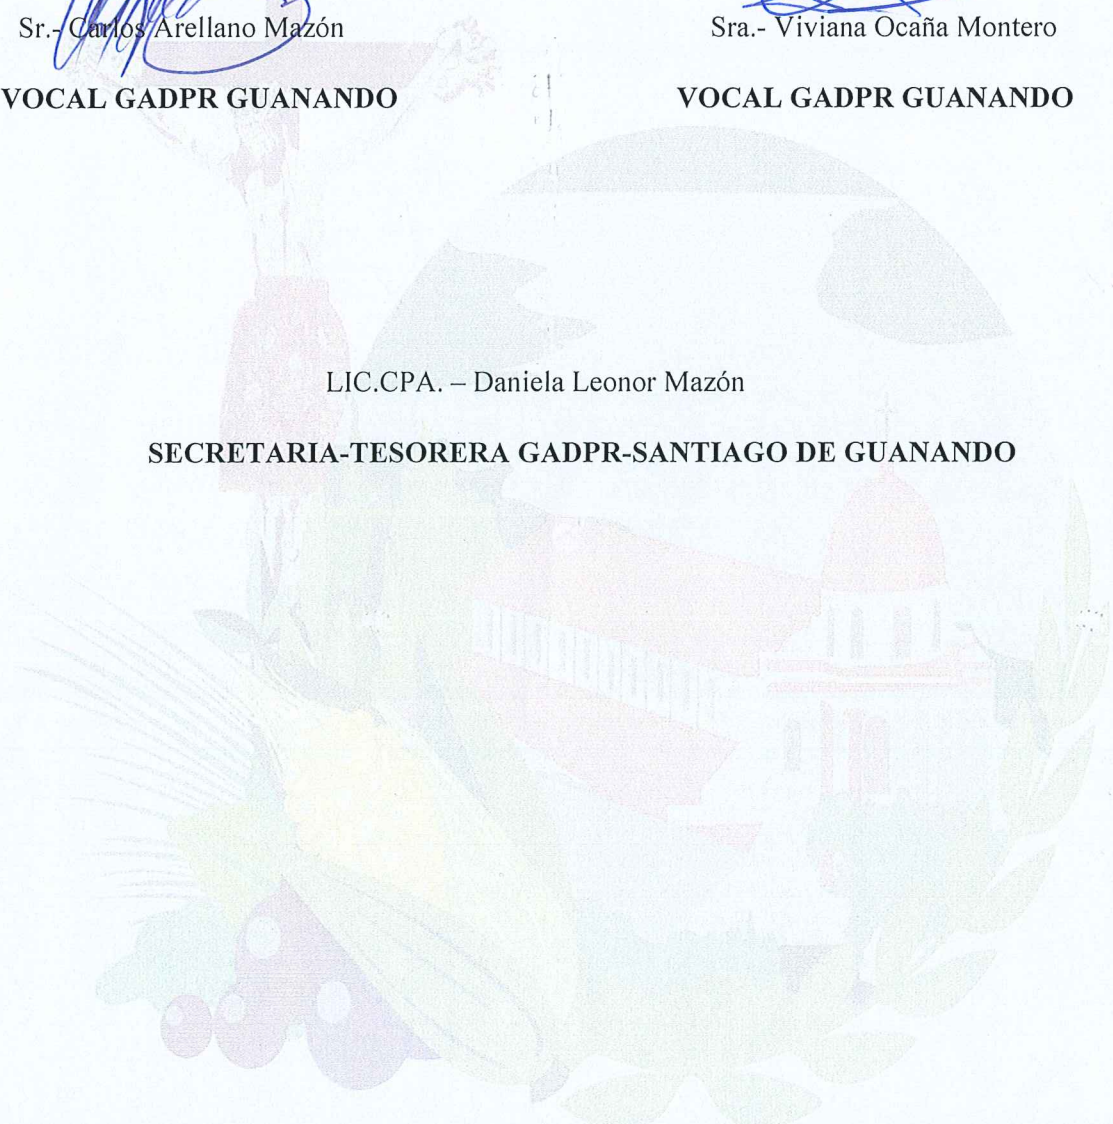 Sr.- Carlos Arellano Mazón
Sra.- Viviana Ocaña Montero
VOCAL GADPR GUANANDO
VOCAL GADPR GUANANDO
LIC.CPA. – Daniela Leonor Mazón
SECRETARIA-TESORERA GADPR-SANTIAGO DE GUANANDO